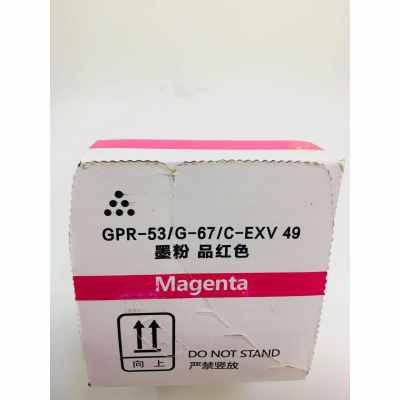 GPR-53/G-67/C-EXV 49
墨粉 品红色
Magenta
向上
DO NOT STAND
严禁竖放